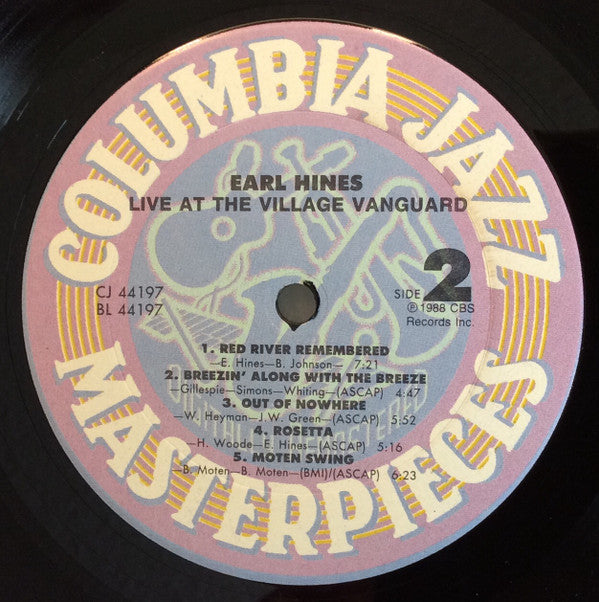 COLUMBIA JAZZ
EARL HINES
LIVE AT THE VILLAGE VANGUARD
CJ 44197
BL 44197
SIDE 2
℗ 1988 CBS
Records Inc.
1. RED RIVER REMEMBERED
—E. Hines—B. Johnson— 7:21
2. BREEZIN' ALONG WITH THE BREEZE
—Gillespie—Simons—Whiting—(ASCAP) 4:47
3. OUT OF NOWHERE
—W. Heyman—J.W. Green—(ASCAP) 5:52
4. ROSETTA
—H. Woode—E. Hines—(ASCAP) 5:16
5. MOTEN SWING
—B. Moten—B. Moten—(BMI)/(ASCAP) 6:23
MASTERPIECES